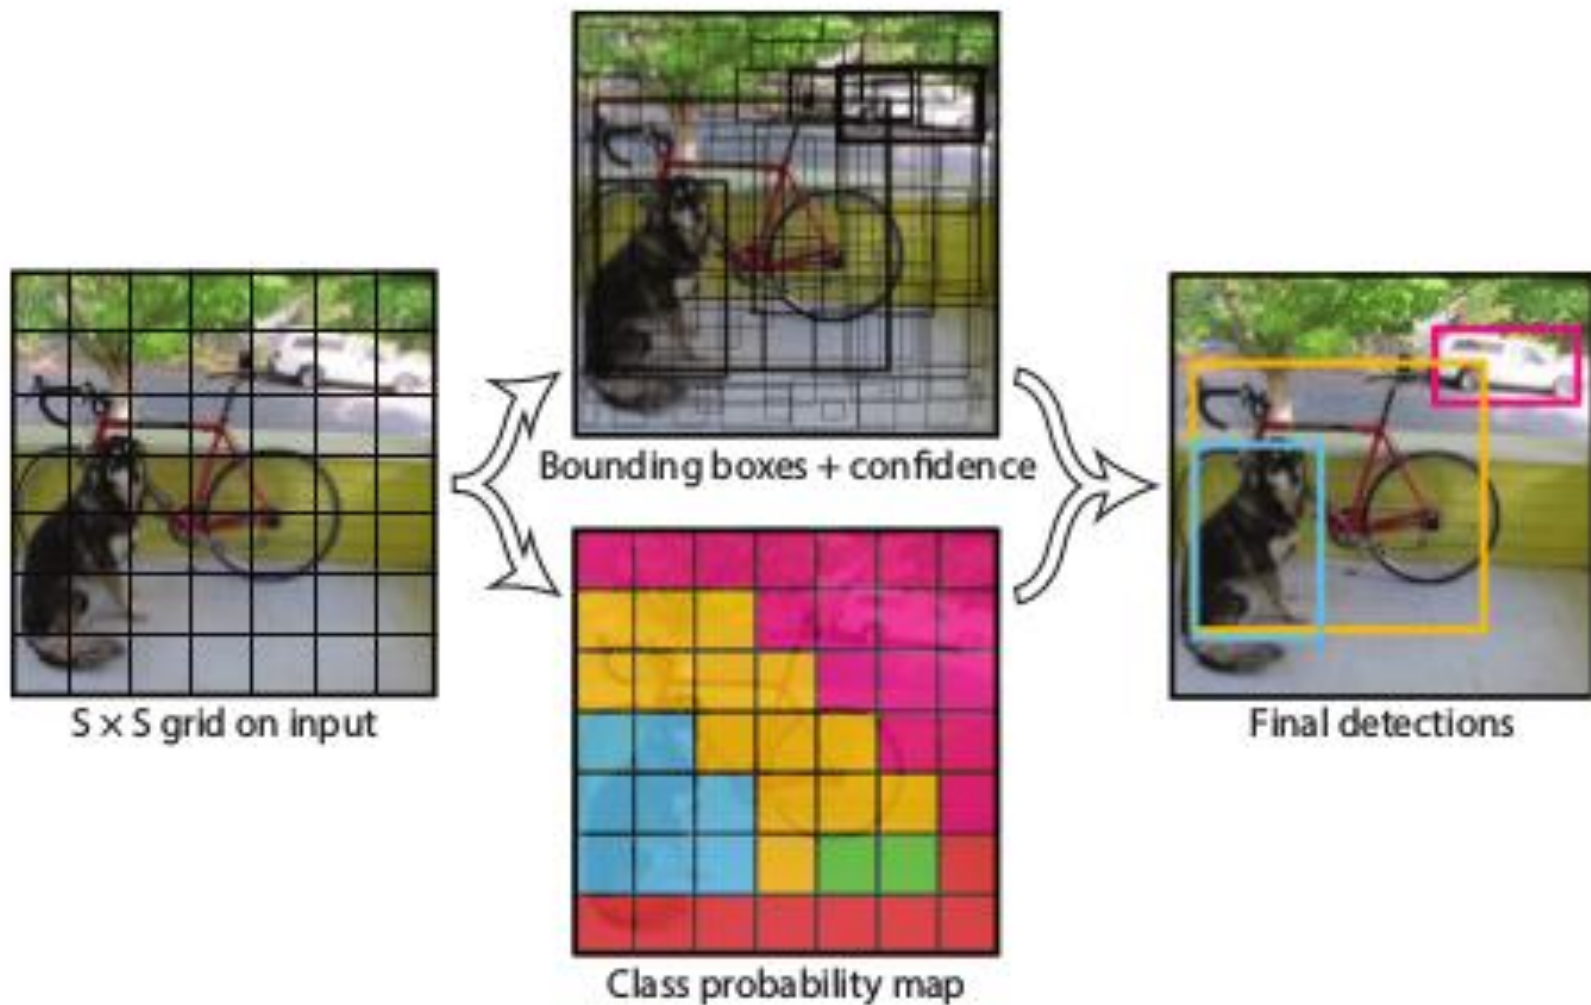 S × S grid on input
Bounding boxes + confidence
Class probability map
Final detections